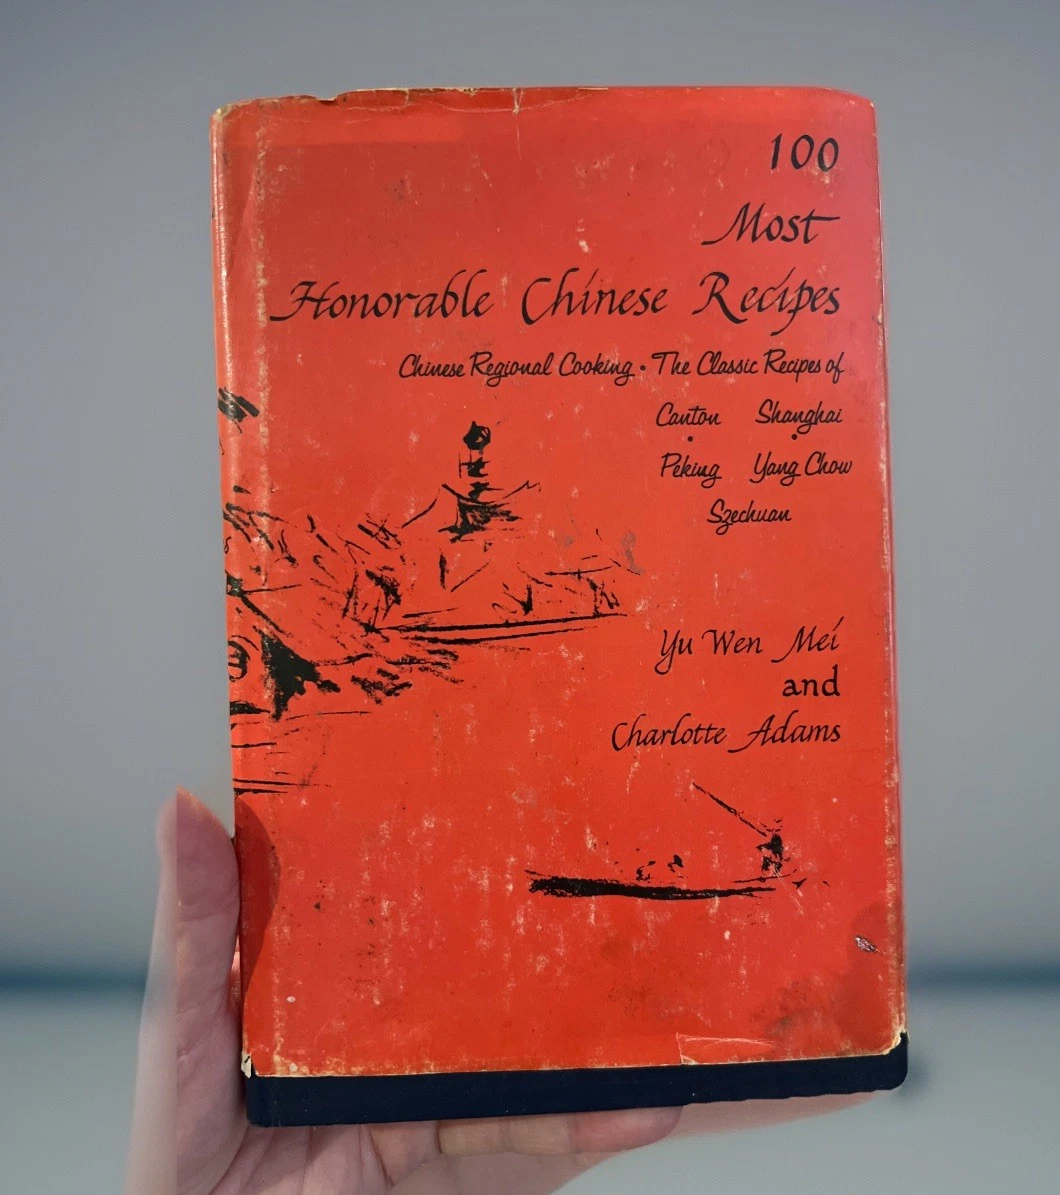 100
Most
Honorable Chinese Recipes
Chinese Regional Cooking • The Classic Recipes of
Canton • Shanghai •
Peking Yang Chow
Szechuan
Yu Wen Mei
and
Charlotte Adams